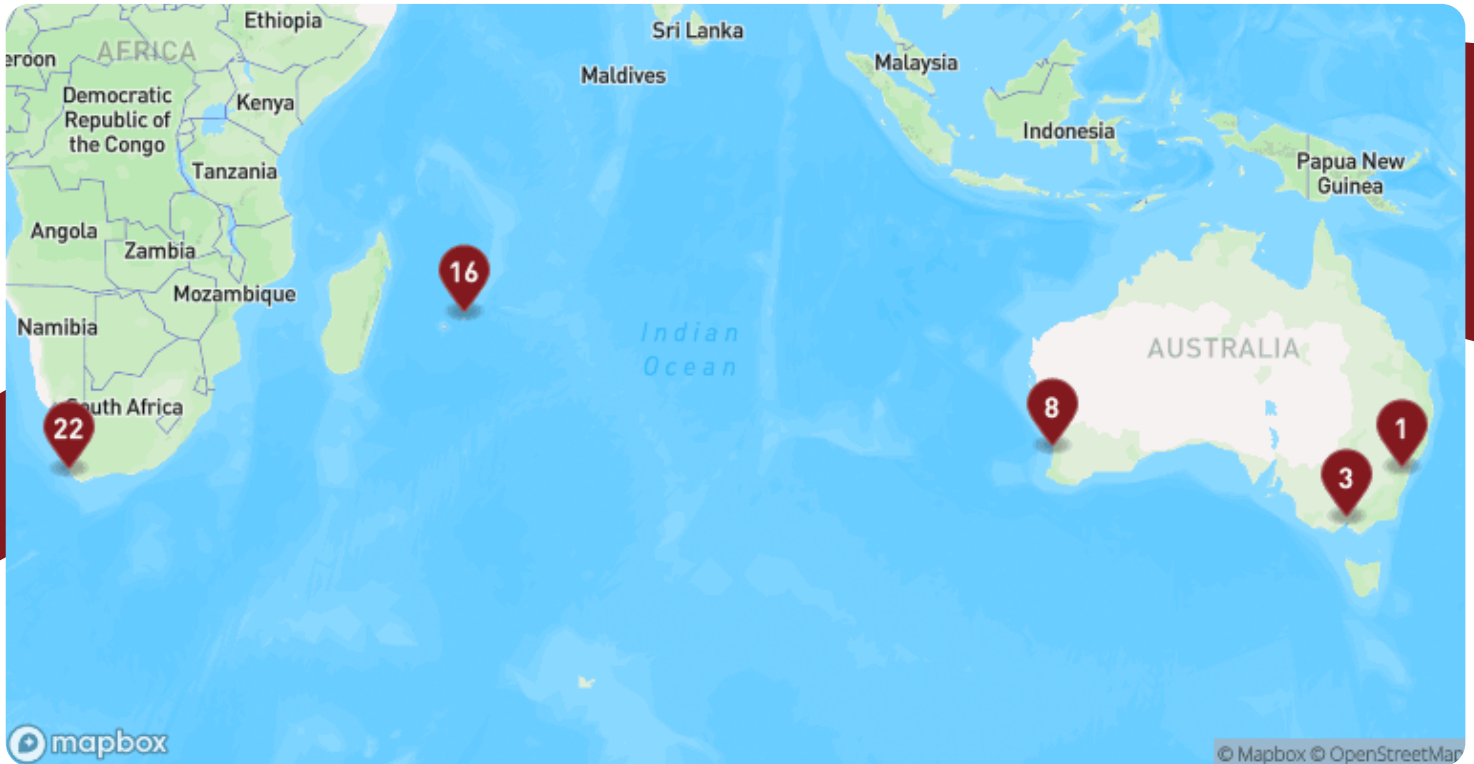 Ethiopia
Sri Lanka
AFRICA
eroon
Malaysia
Maldives
Democratic
Republic of
the Congo
Kenya
Indonesia
Papua New
Guinea
Tanzania
Angola
Zambia
16
Mozambique
Namibia
Indian
Ocean
AUSTRALIA
South Africa
8
22
1
3
mapbox
© Mapbox © OpenStreetMap